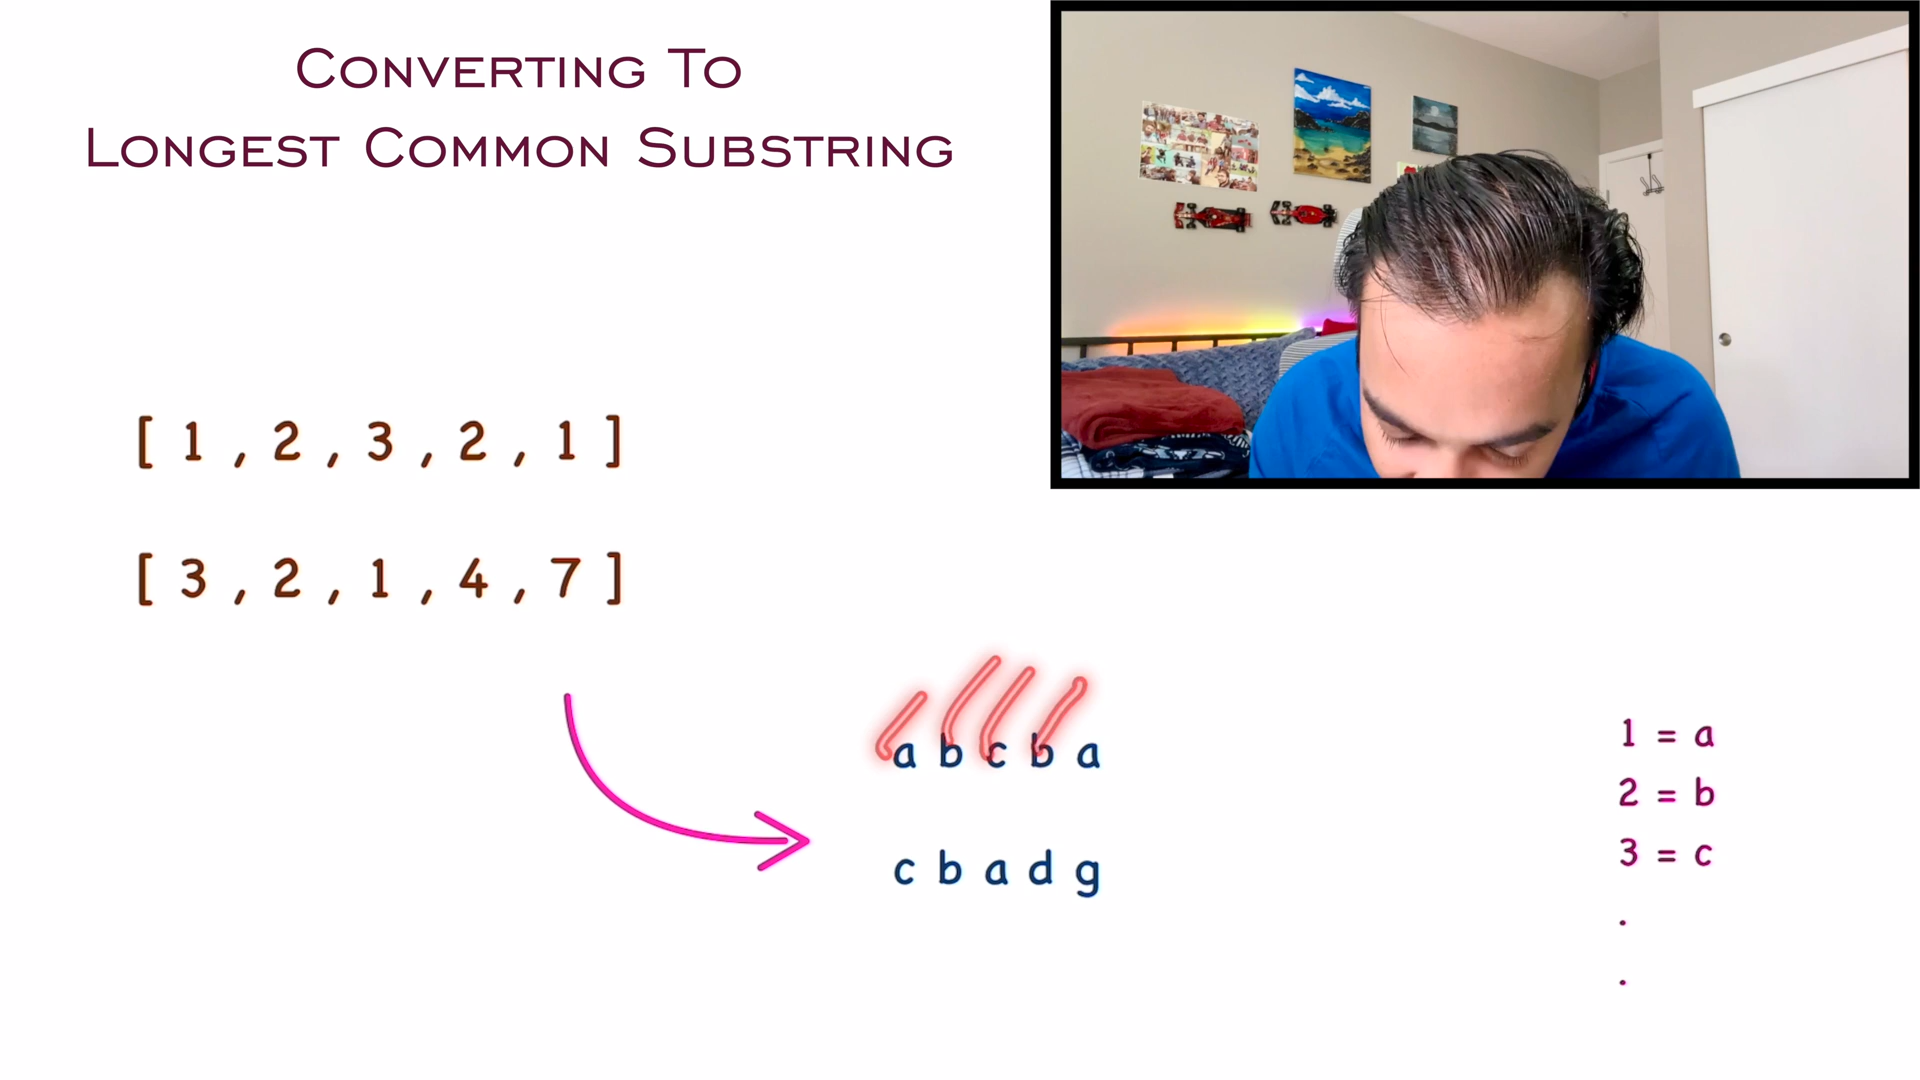 Converting To
Longest Common Substring
[ 1 , 2 , 3 , 2 , 1 ]
[ 3 , 2 , 1 , 4 , 7 ]
a b c b a
c b a d g
1 = a
2 = b
3 = c
.
.